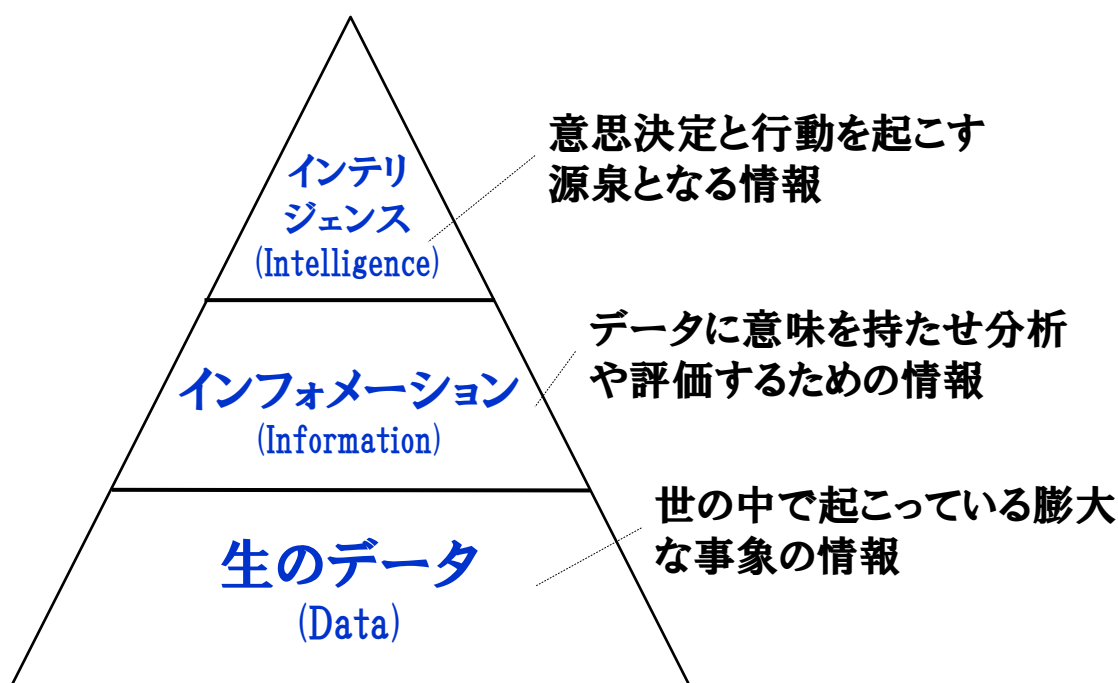 インテリ
ジェンス
(Intelligence)
意思決定と行動を起こす
源泉となる情報
インフォメーション
(Information)
データに意味を持たせ分析
や評価するための情報
生のデータ
(Data)
世の中で起こっている膨大
な事象の情報